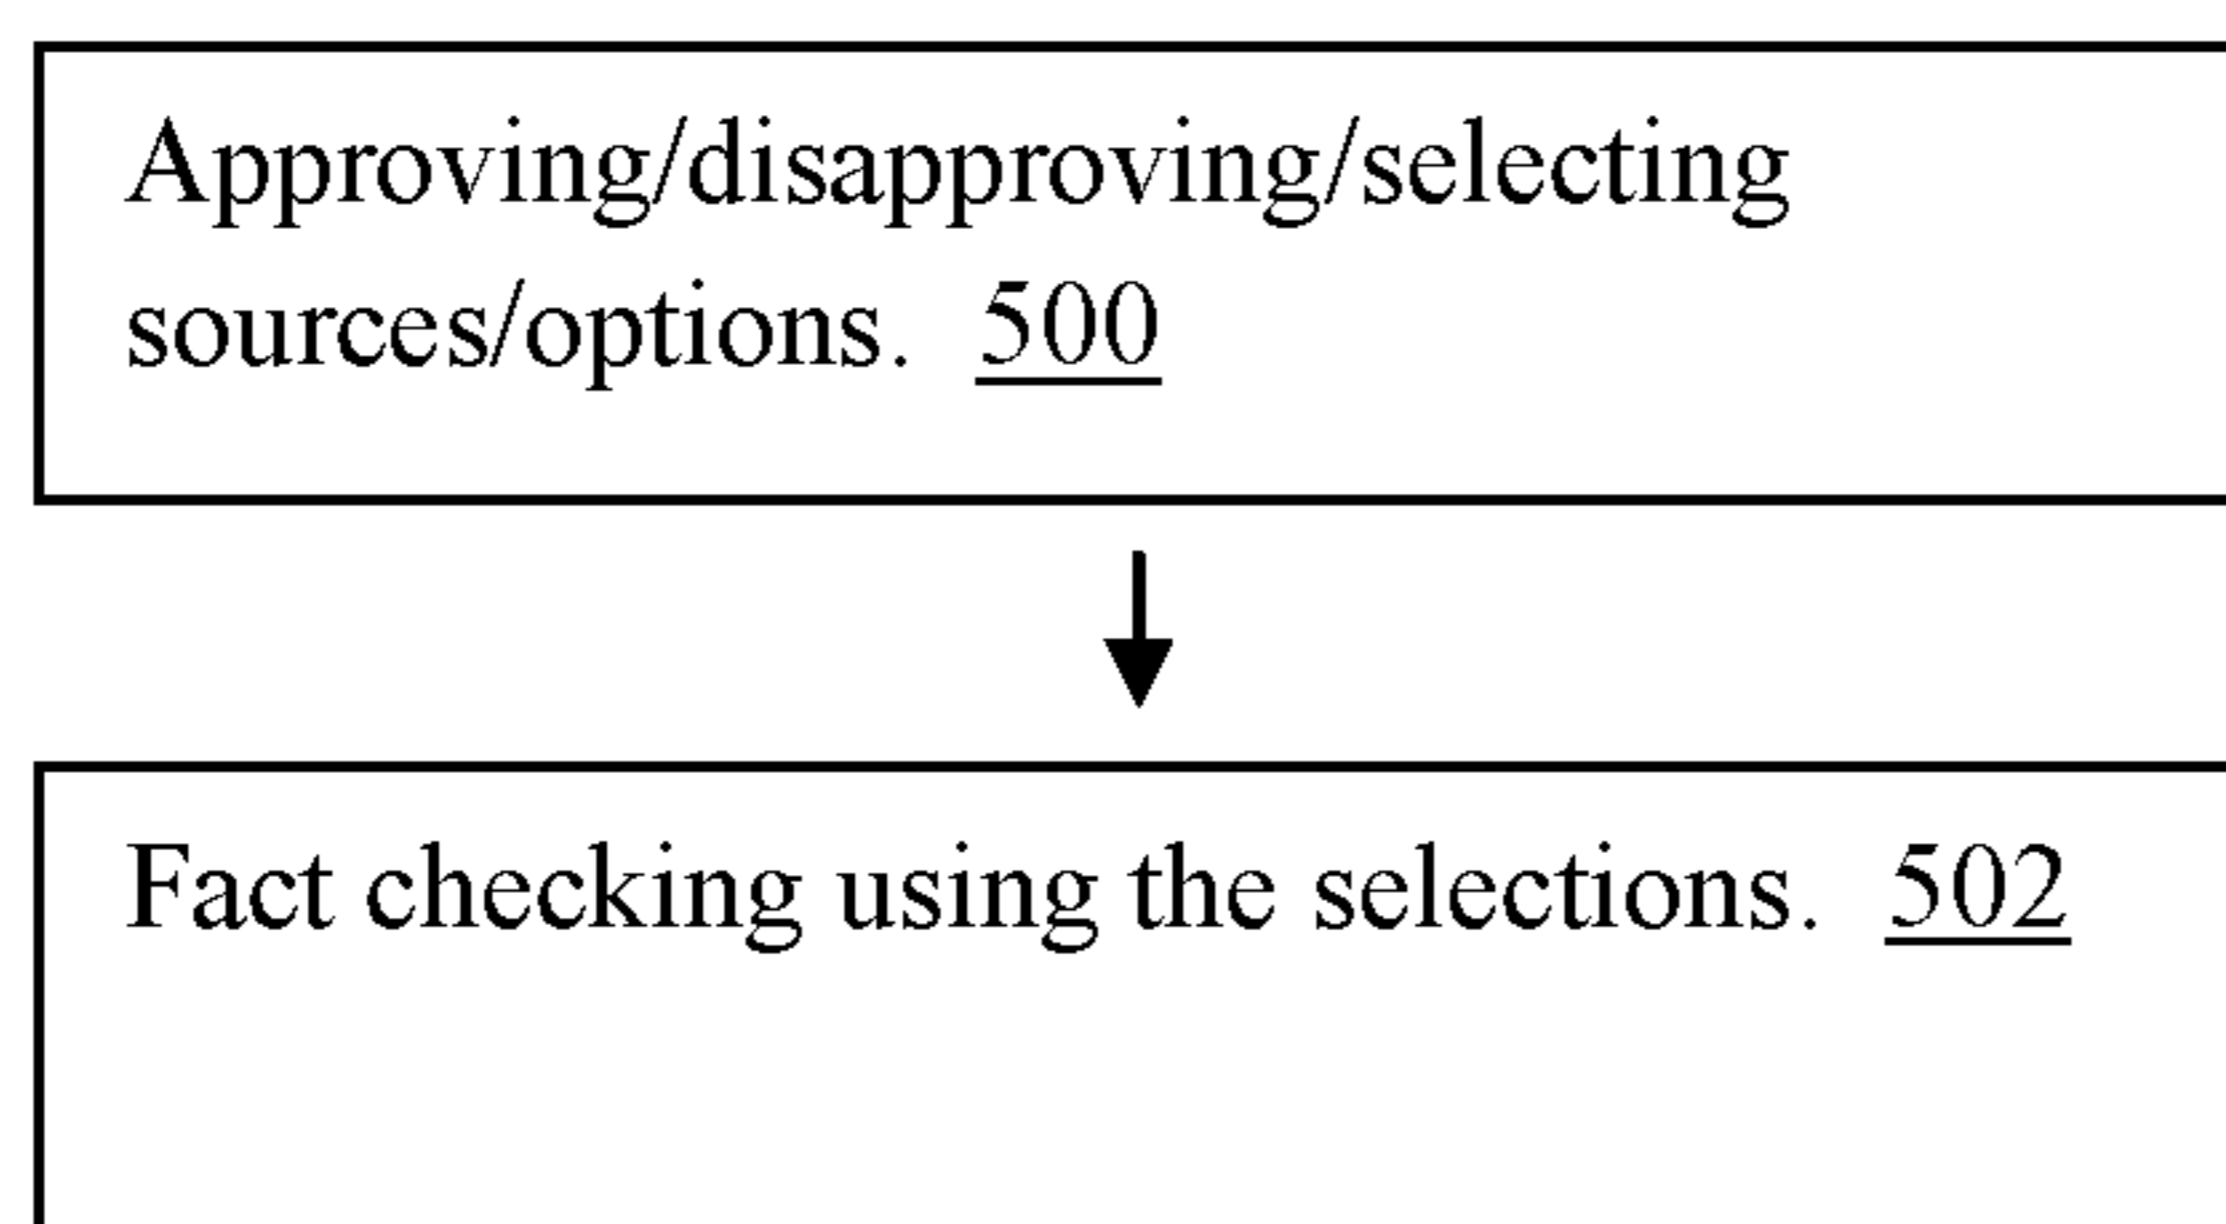 Approving/disapproving/selecting
sources/options. 500
Fact checking using the selections. 502